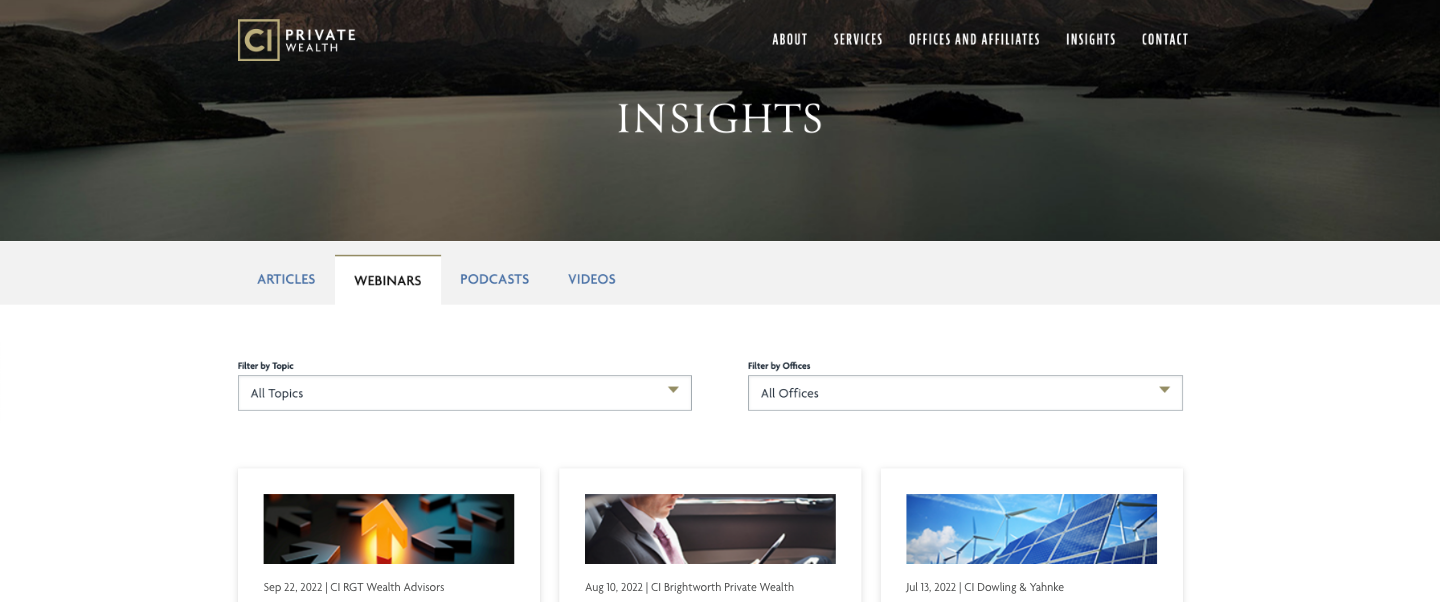 CI PRIVATE
WEALTH
ABOUT SERVICES OFFICES AND AFFILIATES INSIGHTS CONTACT
INSIGHTS
ARTICLES WEBINARS PODCASTS VIDEOS
Filter by Topic
All Topics
Filter by Offices
All Offices
Sep 22, 2022 | CI RGT Wealth Advisors
Aug 10, 2022 | CI Brightworth Private Wealth
Jul 13, 2022 | CI Dowling & Yahnke